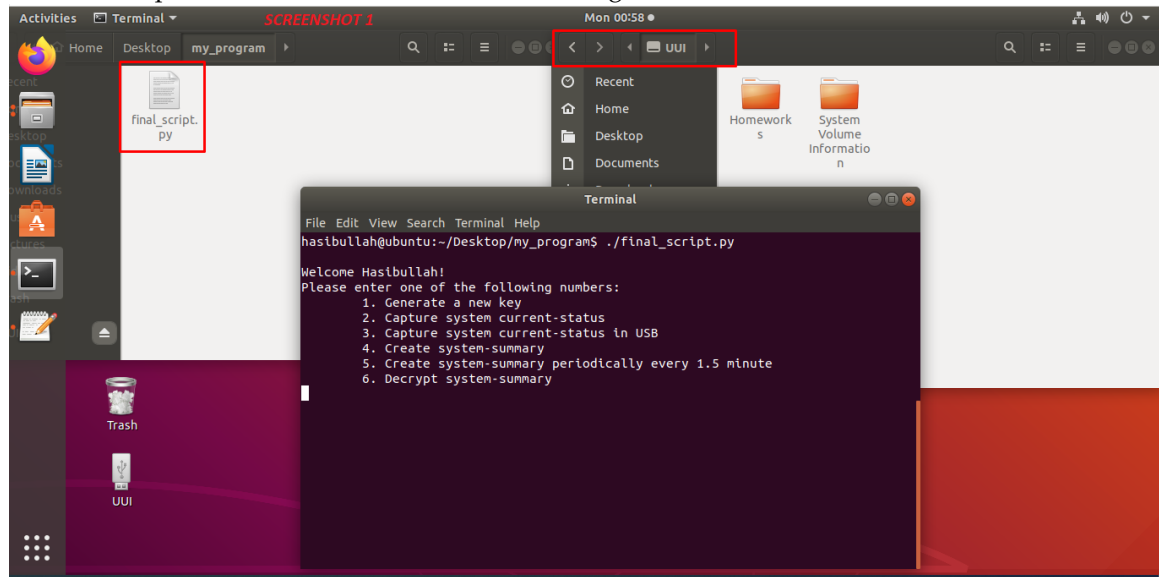 Activities Terminal SCREENSHOT 1 Mon 00:58
Home Desktop my_program UUI
Recent
Home
Desktop
Documents
final_script.
py
Homework
s
System
Volume
Informatio
n
Terminal
File Edit View Search Terminal Help
hasibullah@ubuntu:~/Desktop/my_program$ ./final_script.py
Welcome Hasibullah!
Please enter one of the following numbers:
1. Generate a new key
2. Capture system current-status
3. Capture system current-status in USB
4. Create system-summary
5. Create system-summary periodically every 1.5 minute
6. Decrypt system-summary
Trash
UUI